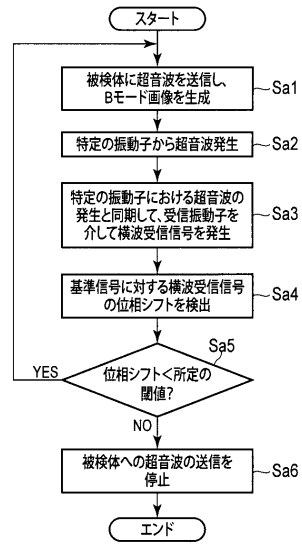 スタート
被検体に超音波を送信し、
Bモード画像を生成
Sa1
特定の振動子から超音波発生
Sa2
特定の振動子における超音波の
発生と同期して、受信振動子を
介して横波受信信号を発生
Sa3
基準信号に対する横波受信信号
の位相シフトを検出
Sa4
Sa5
位相シフト<所定の
閾値?
YES
NO
被検体への超音波の送信を
停止
Sa6
エンド